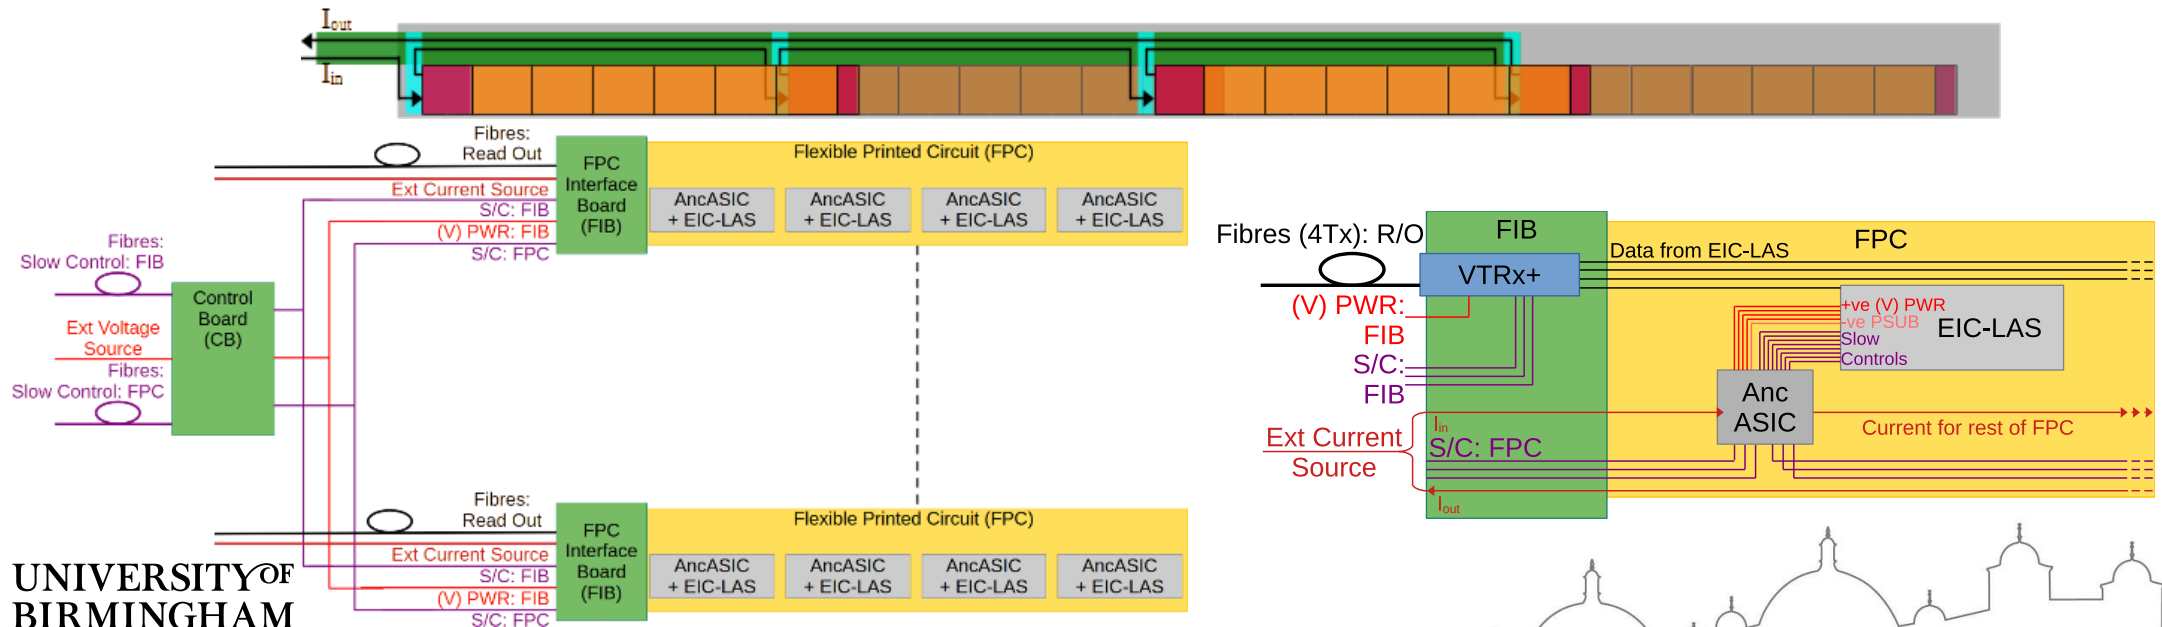 Iout
Iin
Fibres:
Read Out
Ext Current Source
S/C: FIB
(V) PWR: FIB
S/C: FPC
FPC
Interface
Board
(FIB)
Flexible Printed Circuit (FPC)
AncASIC
+ EIC-LAS
AncASIC
+ EIC-LAS
AncASIC
+ EIC-LAS
AncASIC
+ EIC-LAS
Fibres:
Slow Control: FIB
Ext Voltage
Source
Fibres:
Slow Control: FPC
Control
Board
(CB)
Fibres:
Read Out
Ext Current Source
S/C: FIB
(V) PWR: FIB
S/C: FPC
FPC
Interface
Board
(FIB)
Flexible Printed Circuit (FPC)
AncASIC
+ EIC-LAS
AncASIC
+ EIC-LAS
AncASIC
+ EIC-LAS
AncASIC
+ EIC-LAS
Fibres (4Tx): R/O
FIB
FPC
VTRx+
Data from EIC-LAS
(V) PWR:
FIB
S/C:
FIB
+ve (V) PWR
-ve PSUB
Slow
Controls
EIC-LAS
Anc
ASIC
Ext Current
Source
Iin
S/C: FPC
Iout
Current for rest of FPC
UNIVERSITY OF
BIRMINGHAM